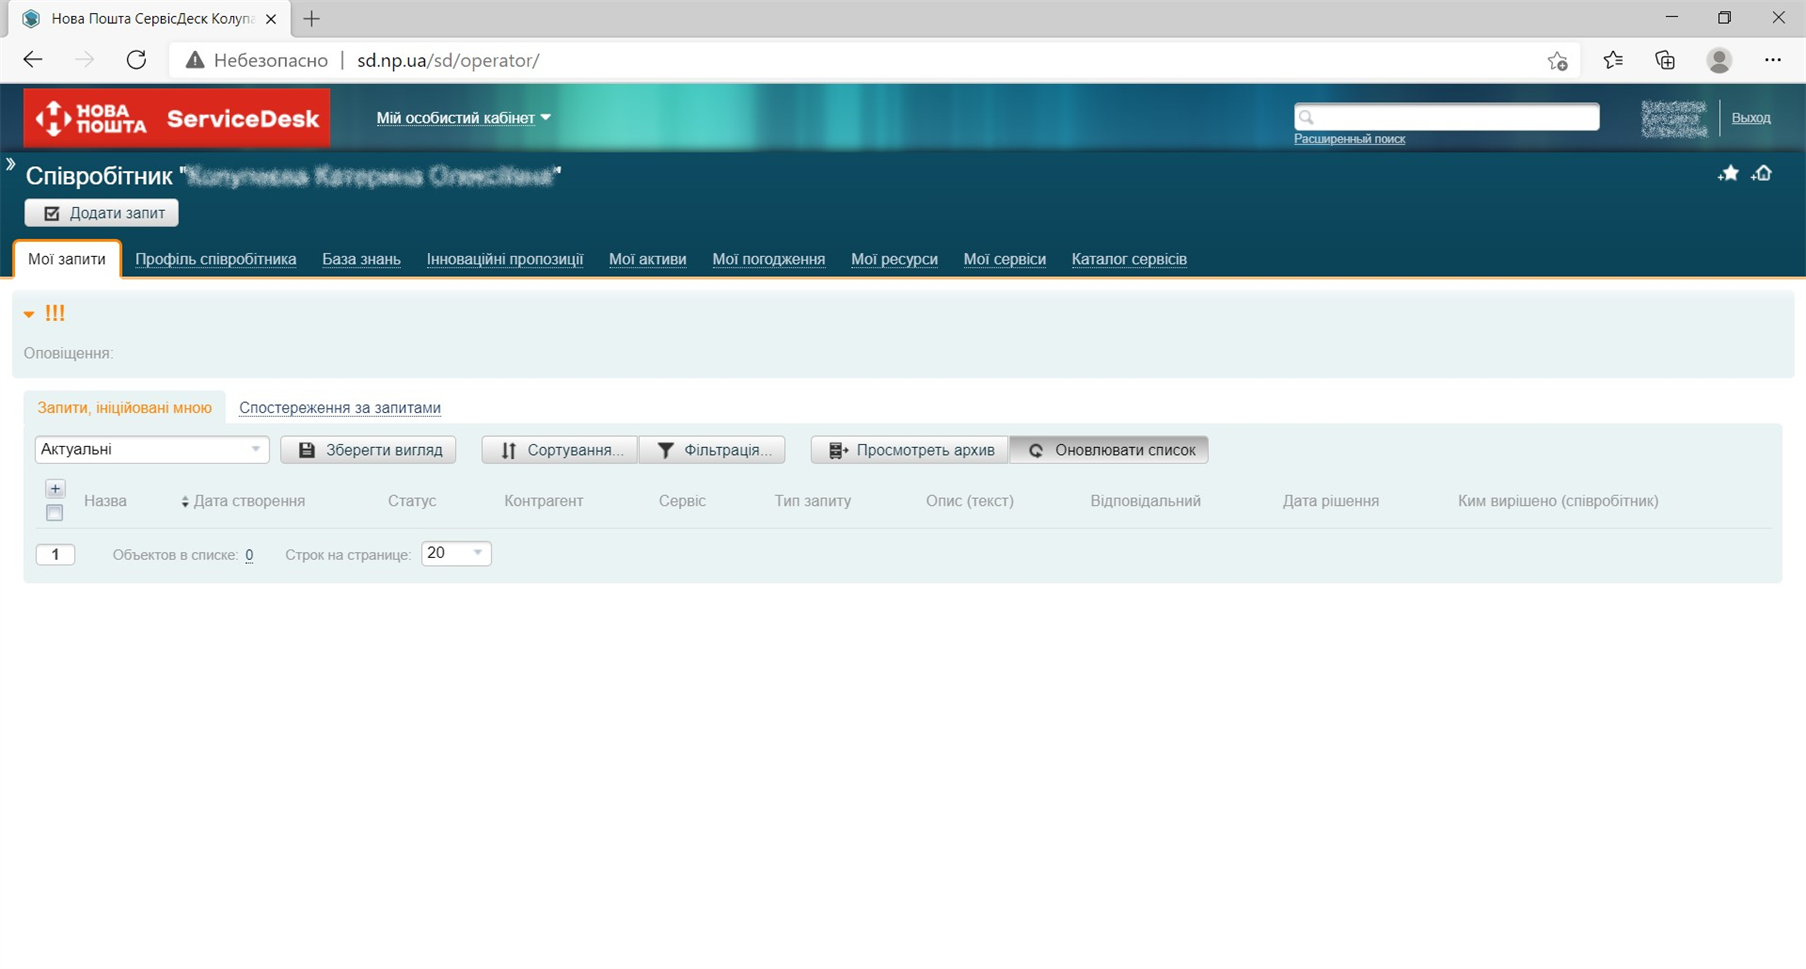 Нова Пошта СервісДеск Колупа
Небезопасно | sd.np.ua/sd/operator/
НОВА ПОШТА ServiceDesk
Мій особистий кабінет
Расширенный поиск
Выход
Співробітник "
Додати запит
Мої запити Профіль співробітника База знань Інноваційні пропозиції Мої активи Мої погодження Мої ресурси Мої сервіси Каталог сервісів
!!!
Оповіщення:
Запити, ініційовані мною Спостереження за запитами
Актуальні Зберегти вигляд Сортування... Фільтрація... Просмотреть архив Оновлювати список
Назва Дата створення Статус Контрагент Сервіс Тип запиту Опис (текст) Відповідальний Дата рішення Ким вирішено (співробітник)
1 Объектов в списке: 0 Строк на странице: 20